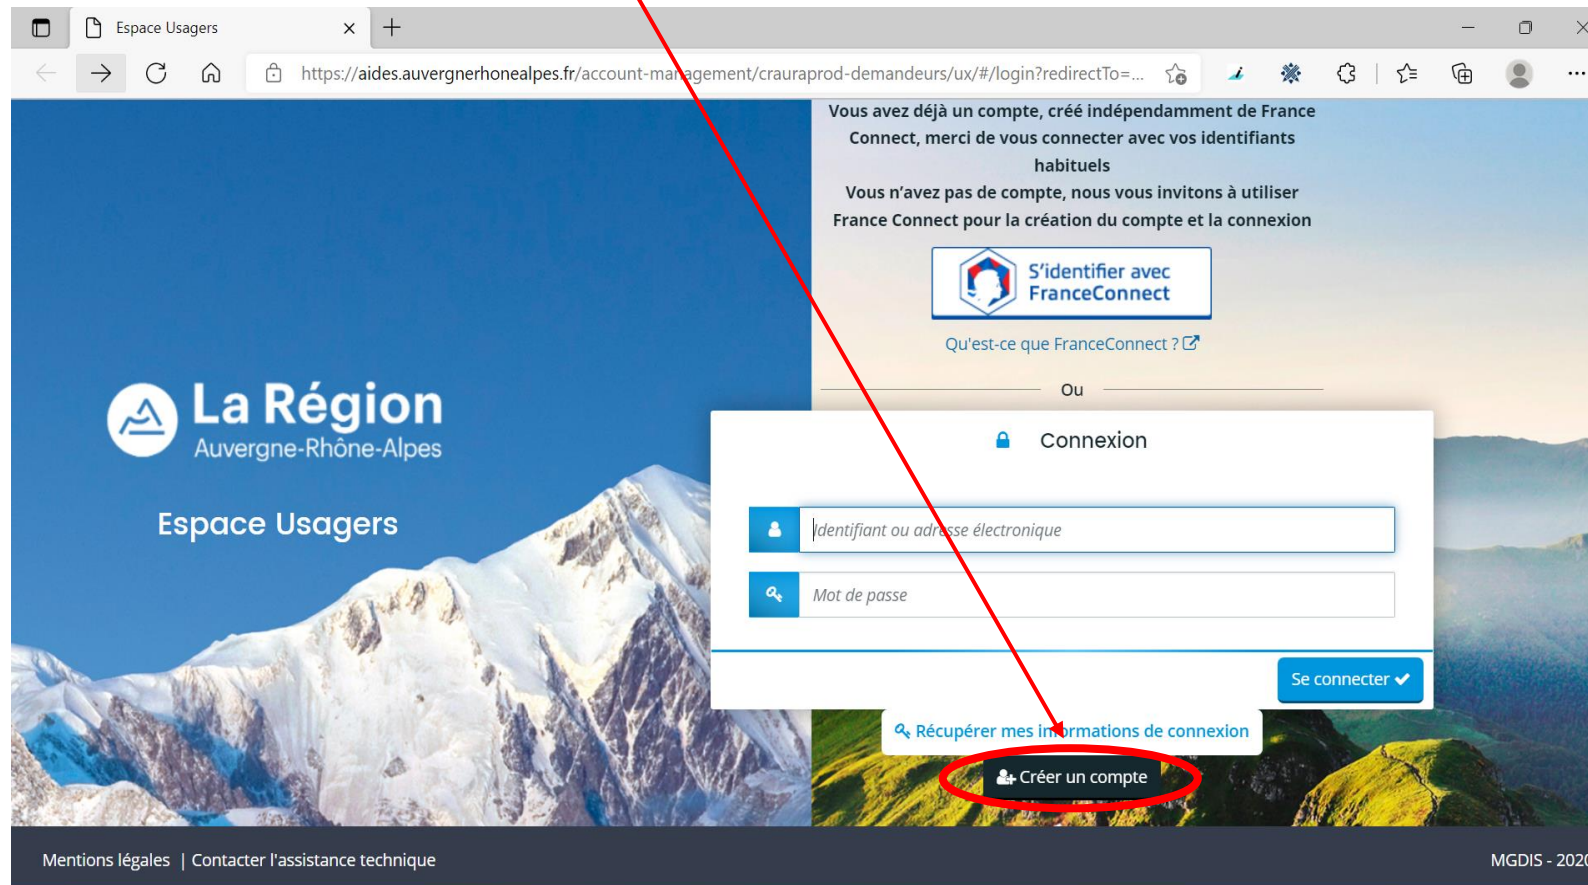 Espace Usagers
https://aides.auvergnerhonealpes.fr/account-management/crauraprod-demandeurs/ux/#/login?redirectTo=...
Vous avez déjà un compte, créé indépendamment de France
Connect, merci de vous connecter avec vos identifiants
habituels
Vous n'avez pas de compte, nous vous invitons à utiliser
France Connect pour la création du compte et la connexion
S'identifier avec
FranceConnect
Qu'est-ce que FranceConnect ?
Ou
La Région
Auvergne-Rhône-Alpes
Espace Usagers
Connexion
Identifiant ou adresse électronique
Mot de passe
Se connecter
Récupérer mes informations de connexion
Créer un compte
Mentions légales | Contacter l'assistance technique
MGDIS - 2020